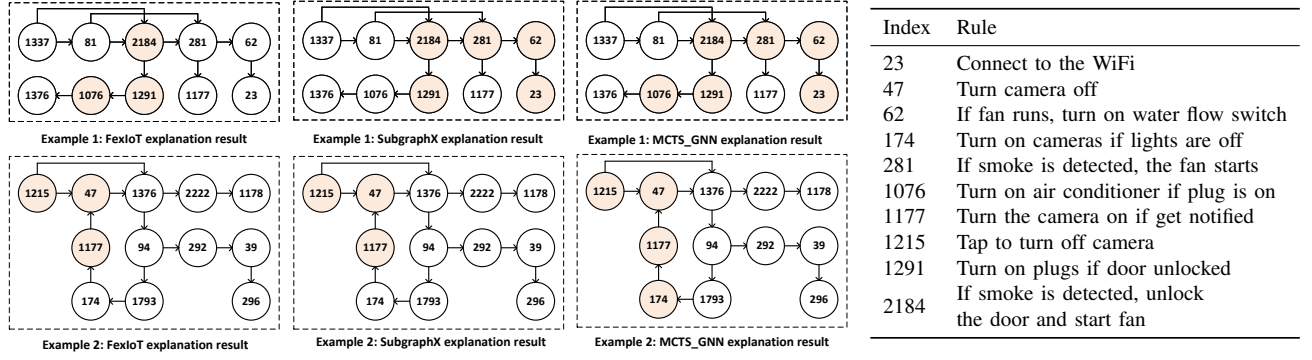 1337 81 2184 281 62
1376 1076 1291 1177 23
Example 1: FexIoT explanation result
1337 81 2184 281 62
1376 1076 1291 1177 23
Example 1: SubgraphX explanation result
1337 81 2184 281 62
1376 1076 1291 1177 23
Example 1: MCTS_GNN explanation result
1215 47 1376 2222 1178
1177 94 292 39
174 1793 296
Example 2: FexIoT explanation result
1215 47 1376 2222 1178
1177 94 292 39
174 1793 296
Example 2: SubgraphX explanation result
1215 47 1376 2222 1178
1177 94 292 39
174 1793 296
Example 2: MCTS_GNN explanation result
Index Rule
23 Connect to the WiFi
47 Turn camera off
62 If fan runs, turn on water flow switch
174 Turn on cameras if lights are off
281 If smoke is detected, the fan starts
1076 Turn on air conditioner if plug is on
1177 Turn the camera on if get notified
1215 Tap to turn off camera
1291 Turn on plugs if door unlocked
2184 If smoke is detected, unlock
the door and start fan